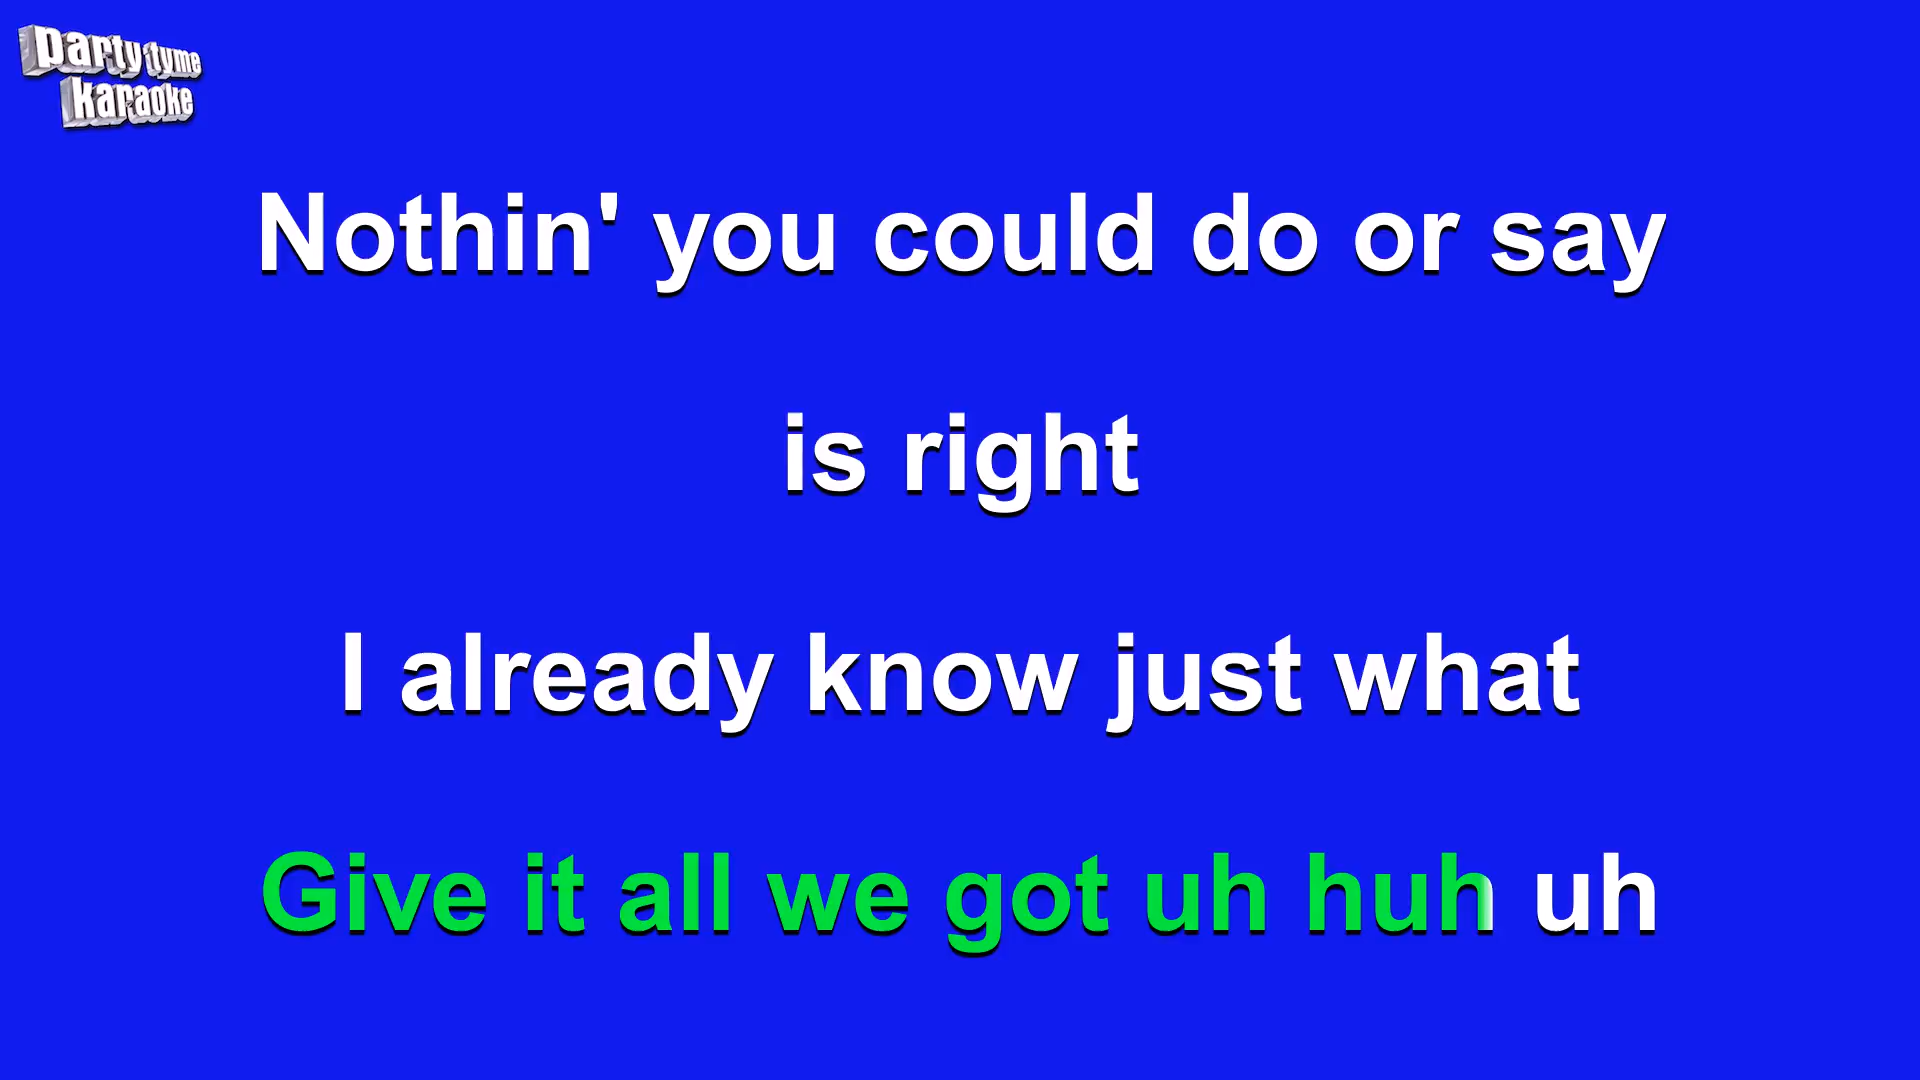 party tyme
karaoke
Nothin' you could do or say
is right
I already know just what
Give it all we got uh huh uh